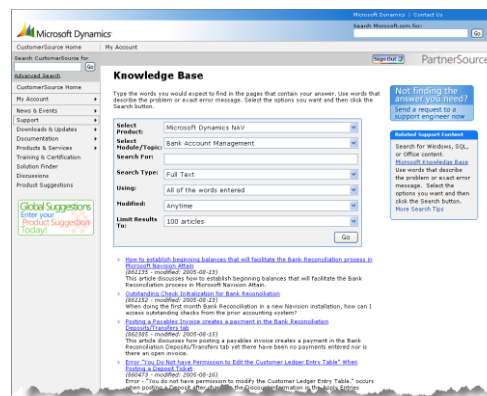 Microsoft Dynamics | Contact Us
Search Microsoft.com for:
Go
Microsoft Dynamics
CustomerSource Home | My Account
Search CustomerSource for
Go
Advanced Search
Sign Out
PartnerSource
CustomerSource Home
My Account
News & Events
Support
Downloads & Updates
Documentation
Products & Services
Training & Certification
Solution Finder
Discussions
Product Suggestions
Global Suggestions
Enter your
Product Suggestion
Today!
Knowledge Base
Type the words you would expect to find in the pages that contain your answer. Use words that
describe the problem or exact error message. Select the options you want and then click the
Search button.
Select
Product:
Microsoft Dynamics NAV
Select
Module/Topic:
Bank Account Management
Search For:
Search Type:
Full Text
Using:
All of the words entered
Modified:
Anytime
Limit Results
To:
100 articles
Go
How to establish beginning balances that will facilitate the Bank Reconciliation process in
Microsoft Navision Attain
(862135 - modified: 2005-08-13)
This article discusses how to establish beginning balances that will facilitate the Bank
Reconciliation process in Microsoft Navision Attain.
Outstanding Check Initialization for Bank Reconciliation
(862152 - modified: 2005-08-13)
When doing the first month Bank Reconciliation in a new Navision installation, how can I
access outstanding checks from the prior accounting system?
Posting a Payables Invoice creates a payment in the Bank Reconciliation
Deposits/Transfers tab
(862385 - modified: 2005-08-15)
This article discusses how posting a payables invoice creates a payment in the Bank
Reconciliation Deposits/Transfers tab yet there have been no payments entered nor is
there an open invoice.
Error "You Do not have Permission to Edit the Customer Ledger Entry Table" When
Posting a Deposit Ticket
(860473 - modified: 2005-08-16)
Error - "You do not have permission to modify the Customer Ledger Entry Table." occurs
when posting a Deposit after
Not finding the
answer you need?
Send a request to a
support engineer now
Related Support Content
Search for Windows, SQL,
or Office content.
Microsoft Knowledge Base
Use words that describe
the problem or exact error
message. Select the
options you want and then
click the Search button.
More Search Tips